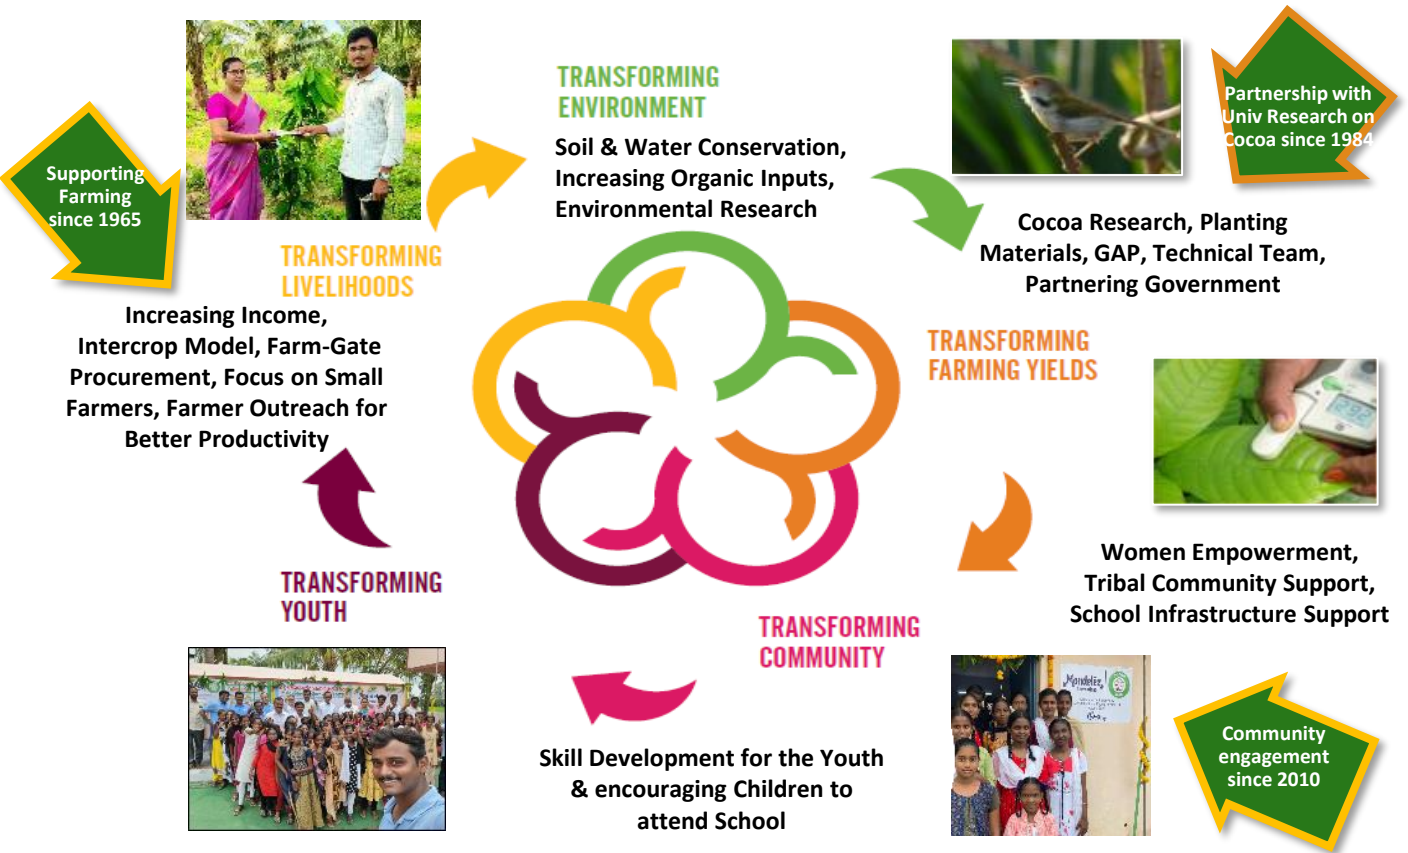 Supporting
Farming
since 1965
TRANSFORMING
LIVELIHOODS
Increasing Income,
Intercrop Model, Farm-Gate
Procurement, Focus on Small
Farmers, Farmer Outreach for
Better Productivity
TRANSFORMING
ENVIRONMENT
Soil & Water Conservation,
Increasing Organic Inputs,
Environmental Research
Partnership with
Univ Research on
Cocoa since 1984
Cocoa Research, Planting
Materials, GAP, Technical Team,
Partnering Government
TRANSFORMING
FARMING YIELDS
Women Empowerment,
Tribal Community Support,
School Infrastructure Support
TRANSFORMING
COMMUNITY
Mondelēz
Community
engagement
since 2010
Skill Development for the Youth
& encouraging Children to
attend School
TRANSFORMING
YOUTH